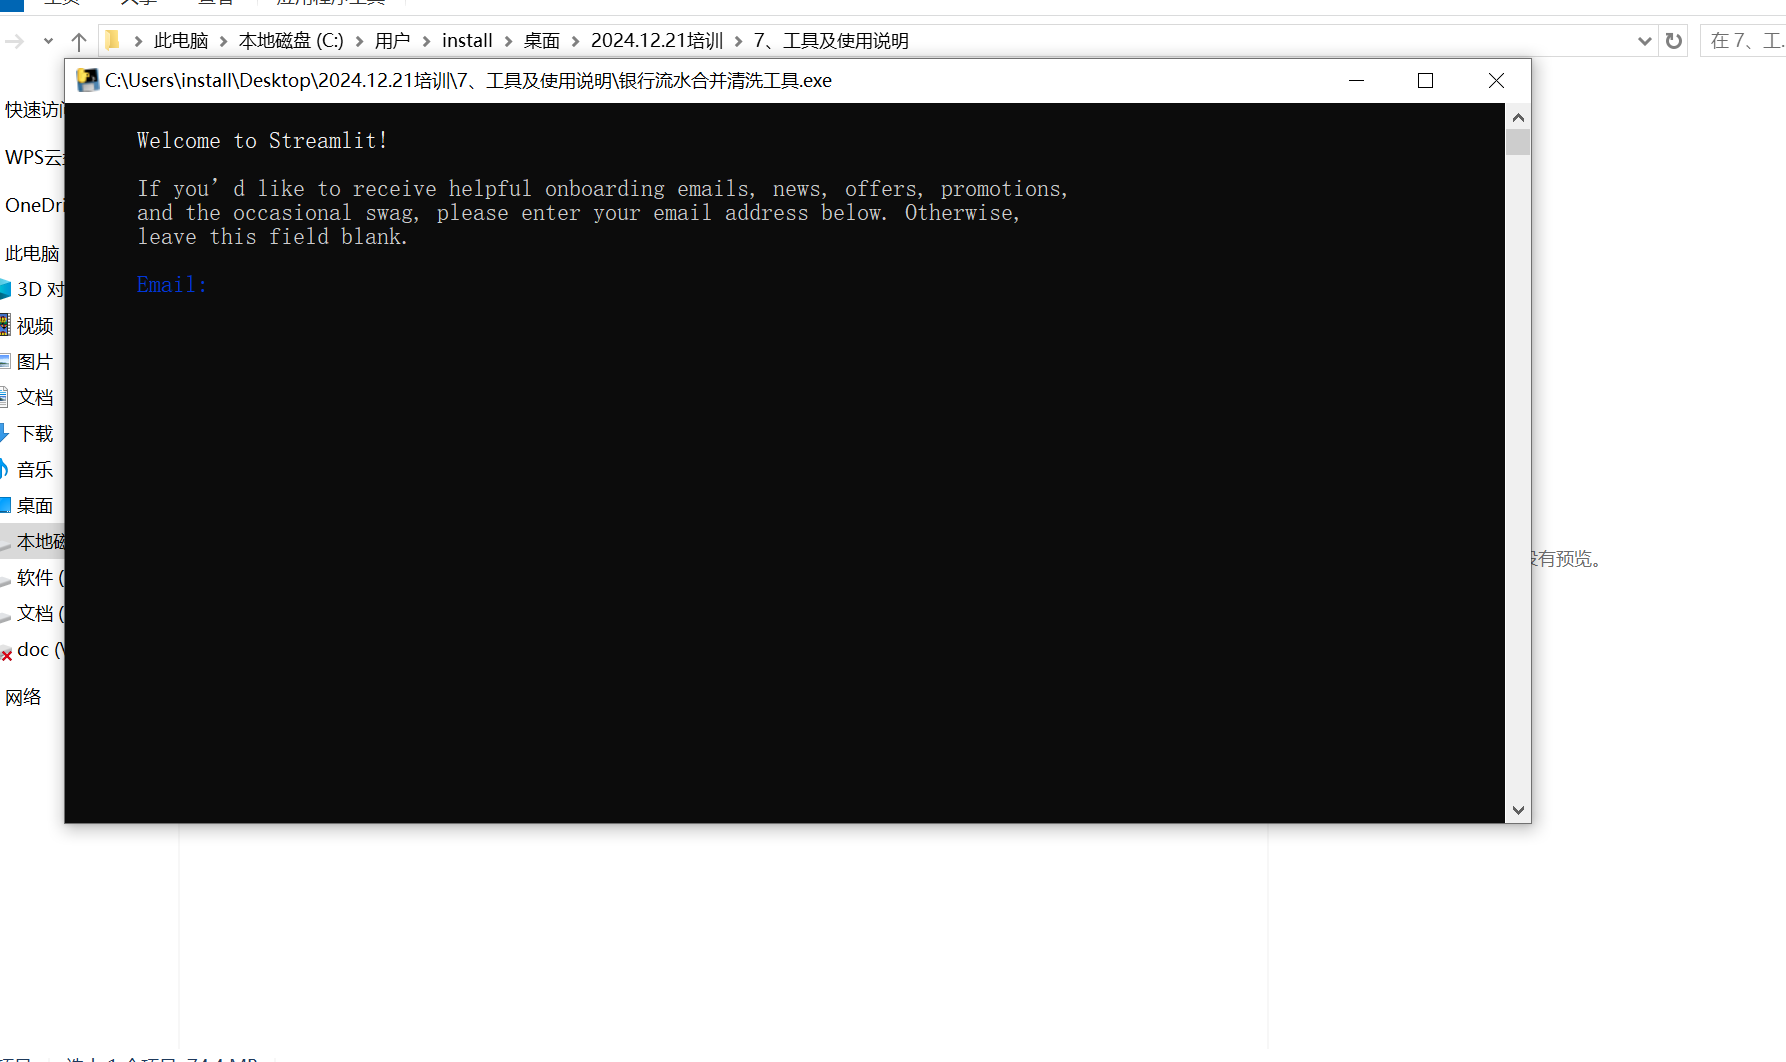 此电脑 本地磁盘 (C:) 用户 install 桌面 2024.12.21培训 7、工具及使用说明
在 7、工...
C:\Users\install\Desktop\2024.12.21培训\7、工具及使用说明\银行流水合并清洗工具.exe
快速访问
WPS云
OneDri
此电脑
3D 对
视频
图片
文档
下载
音乐
桌面
本地磁
软件 (
文档 (
doc (\
网络
Welcome to Streamlit!
If you’d like to receive helpful onboarding emails, news, offers, promotions,
and the occasional swag, please enter your email address below. Otherwise,
leave this field blank.
Email:
没有预览。